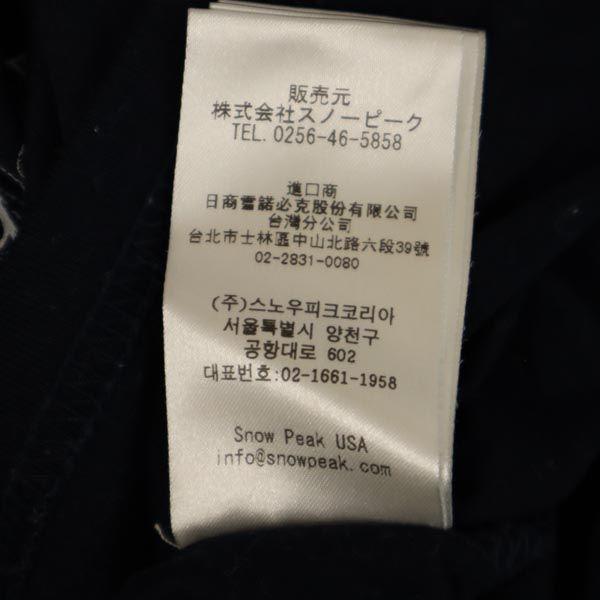 販売元
株式会社スノーピーク
TEL. 0256-46-5858
進口商
日商雪諾必克股份有限公司
台灣分公司
台北市士林區中山北路六段39號
02-2831-0080
(주)스노우피크코리아
서울특별시 양천구
공항대로 602
대표번호:02-1661-1958
Snow Peak USA
info@snowpeak.com